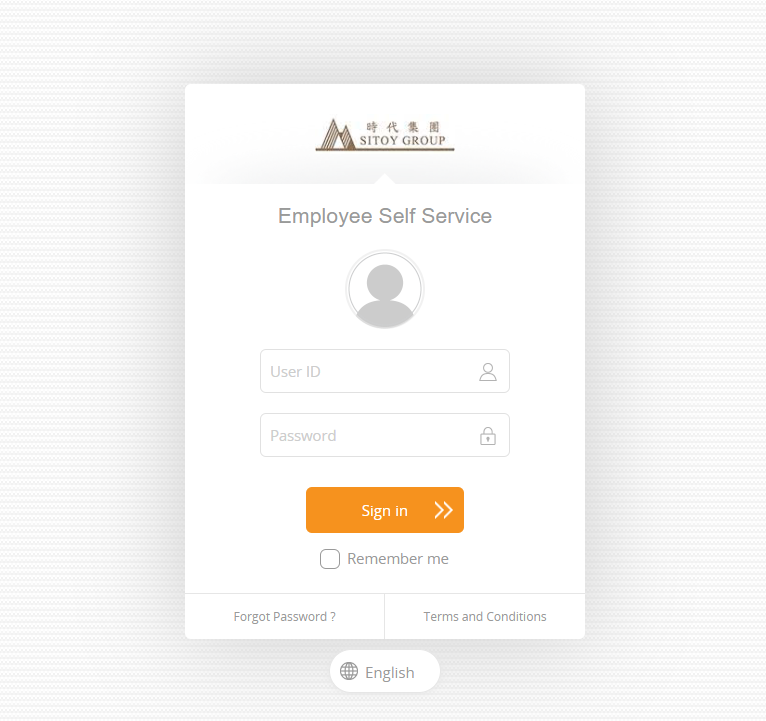 時代集團
SITOY GROUP
Employee Self Service
User ID
Password
Sign in
Remember me
Forgot Password ?
Terms and Conditions
English